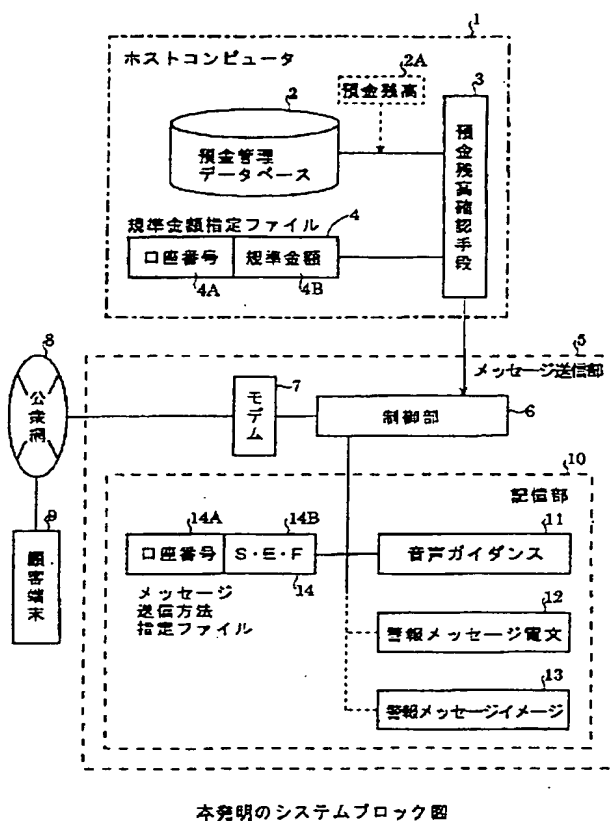 1
ホストコンピュータ
2A
預金残高
2
3
預金管理
データベース
預金残高確認手段
規準金額指定ファイル
4
口座番号
規準金額
4A
4B
5
メッセージ送信部
8
公衆網
7
モデム
制御部
6
10
記信部
9
顧客端末
14A
14B
口座番号
S・E・F
14
メッセージ
送信方法
指定ファイル
11
音声ガイダンス
12
警報メッセージ電文
13
警報メッセージイメージ
本発明のシステムブロック図